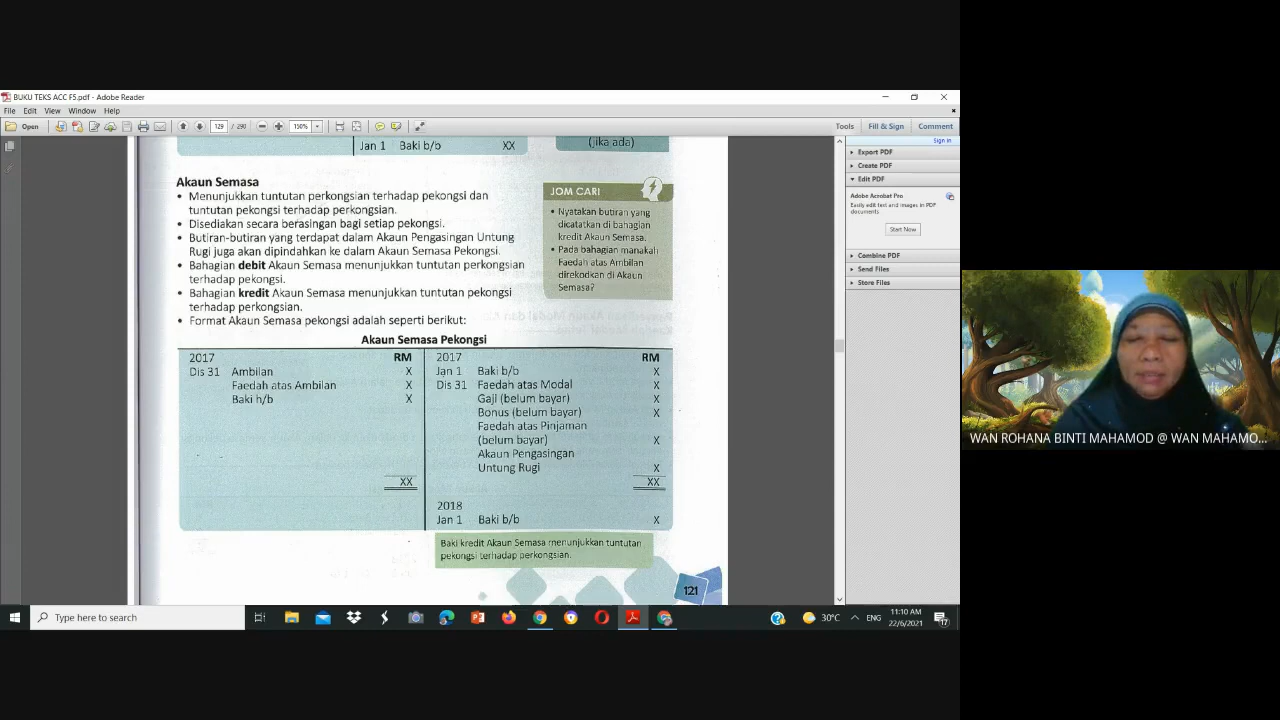 BUKU TEKS ACC F5.pdf - Adobe Reader
File Edit View Window Help
Open 129 / 290 150% Tools Fill & Sign Comment
Sign In
Export PDF
Create PDF
Edit PDF
Adobe Acrobat Pro
Easily edit text and images in PDF
documents
Start Now
Combine PDF
Send Files
Store Files
Jan 1 Baki b/b XX
(jika ada)
Akaun Semasa
• Menunjukkan tuntutan perkongsian terhadap pekongsi dan
tuntutan pekongsi terhadap perkongsian.
• Disediakan secara berasingan bagi setiap pekongsi.
• Butiran-butiran yang terdapat dalam Akaun Pengasingan Untung
Rugi juga akan dipindahkan ke dalam Akaun Semasa Pekongsi.
• Bahagian debit Akaun Semasa menunjukkan tuntutan perkongsian
terhadap pekongsi.
• Bahagian kredit Akaun Semasa menunjukkan tuntutan pekongsi
terhadap perkongsian.
• Format Akaun Semasa pekongsi adalah seperti berikut:
JOM CARI
• Nyatakan butiran yang
dicatatkan di bahagian
kredit Akaun Semasa.
• Pada bahagian manakah
Faedah atas Ambilan
direkodkan di Akaun
Semasa?
Akaun Semasa Pekongsi
2017 RM 2017 RM
Dis 31 Ambilan X Jan 1 Baki b/b X
Faedah atas Ambilan X Dis 31 Faedah atas Modal X
Baki h/b X Gaji (belum bayar) X
Bonus (belum bayar) X
Faedah atas Pinjaman
(belum bayar) X
Akaun Pengasingan
Untung Rugi X
XX XX
2018
Jan 1 Baki b/b X
Baki kredit Akaun Semasa menunjukkan tuntutan
pekongsi terhadap perkongsian.
121
WAN ROHANA BINTI MAHAMOD @ WAN MAHAMO...
Type here to search 30°C ENG 11:10 AM
22/6/2021 17